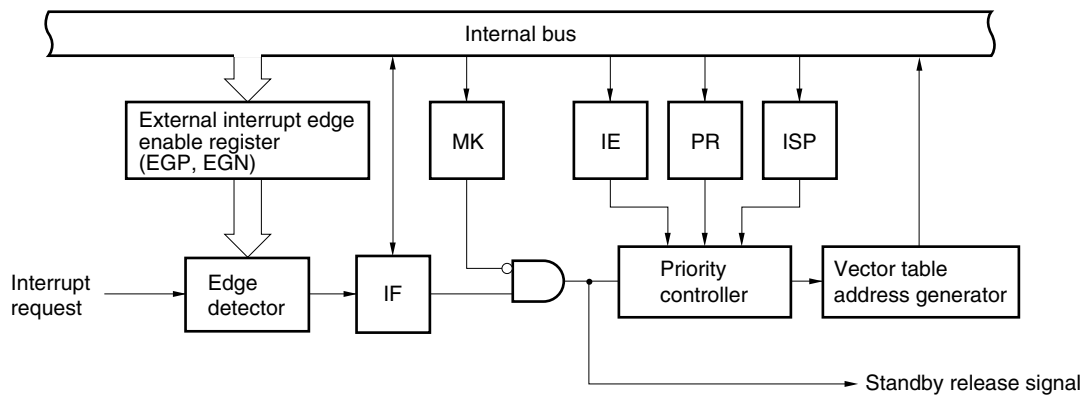 Internal bus
External interrupt edge
enable register
(EGP, EGN)
MK
IE
PR
ISP
Interrupt
request
Edge
detector
IF
Priority
controller
Vector table
address generator
Standby release signal